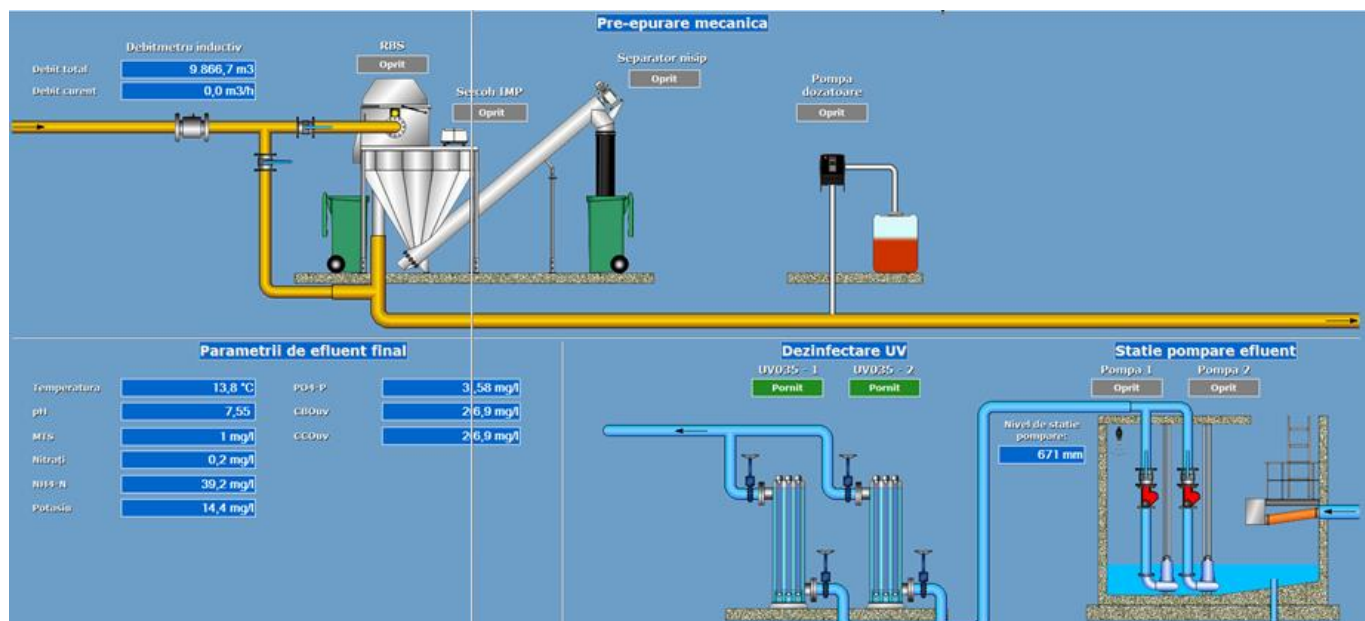 Pre-epurare mecanica
Debitmetru inductiv
Debit total 9 866,7 m3
Debit curent 0,0 m3/h
RBS
Oprit
IMP
Oprit
Separator nisip
Oprit
Pompa
dozatoare
Oprit
Parametrii de efluent final
Temperatura 13,8 °C
pH 7,55
MTS 1 mg/l
Nitrați 0,2 mg/l
NH4-N 39,2 mg/l
Potasiu 14,4 mg/l
PO4-P 3,58 mg/l
CBOuv 26,9 mg/l
CCOuv 26,9 mg/l
Dezinfectare UV
UV035 - 1 UV035 - 2
Pornit Pornit
Statie pompare efluent
Pompa 1 Pompa 2
Oprit Oprit
Nivel de statie
pompare:
671 mm